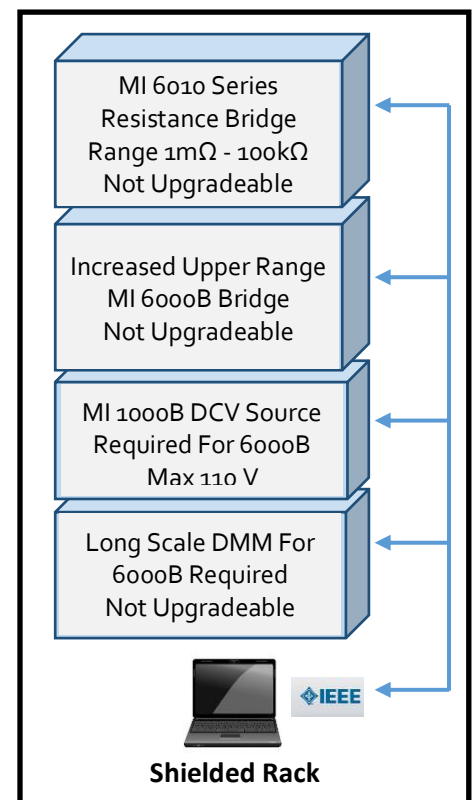 MI 6010 Series
Resistance Bridge
Range 1mΩ - 100kΩ
Not Upgradeable
Increased Upper Range
MI 6000B Bridge
Not Upgradeable
MI 1000B DCV Source
Required For 6000B
Max 110 V
Long Scale DMM For
6000B Required
Not Upgradeable
IEEE
Shielded Rack